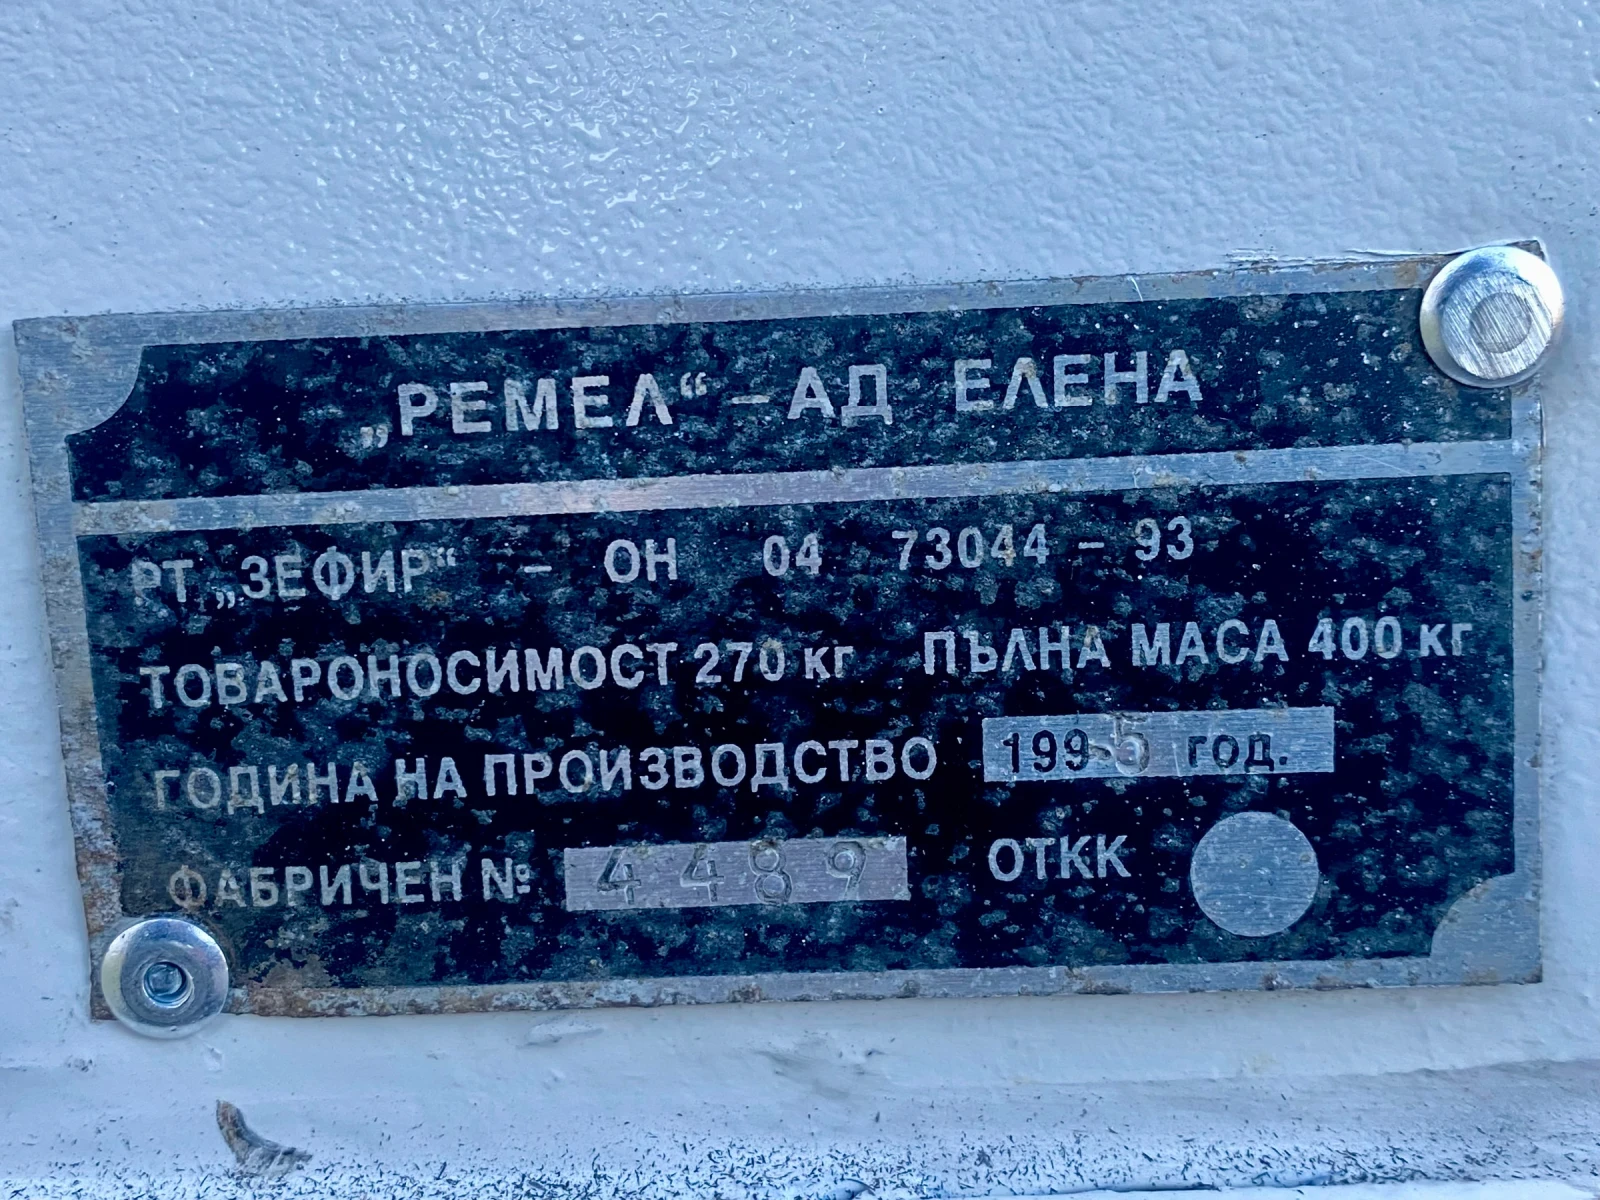 „РЕМЕЛ“ – АД ЕЛЕНА
РТ „ЗЕФИР“ – ОН 04 73044 – 93
ТОВАРОНОСИМОСТ 270 кг ПЪЛНА МАСА 400 кг
ГОДИНА НА ПРОИЗВОДСТВО 1995 год.
ФАБРИЧЕН № 4489 ОТКК